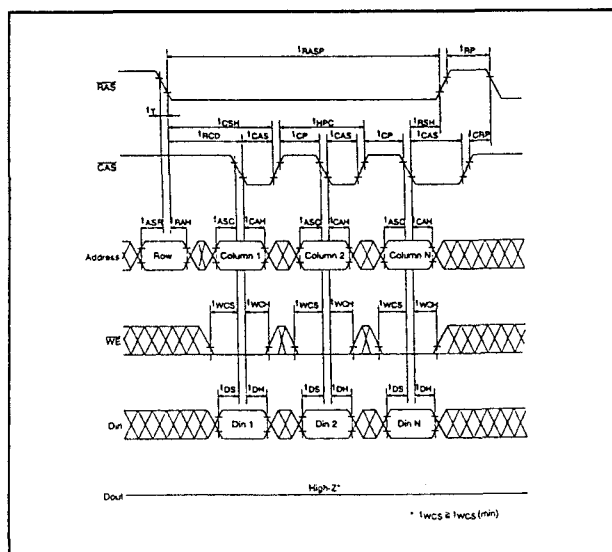 tRASP tRP
RAS
tT
tCSH tHPC tRSH
tRCD tCAS tCP tCAS tCP tCAS tCRP
CAS
tASR tRAH tASC tCAH tASC tCAH tASC tCAH
Address Row Column 1 Column 2 Column N
tWCS tWCH tWCS tWCH tWCS tWCH
WE
tDS tDH tDS tDH tDS tDH
Din Din 1 Din 2 Din N
High-Z*
Dout
* tWCS ≧ tWCS (min)